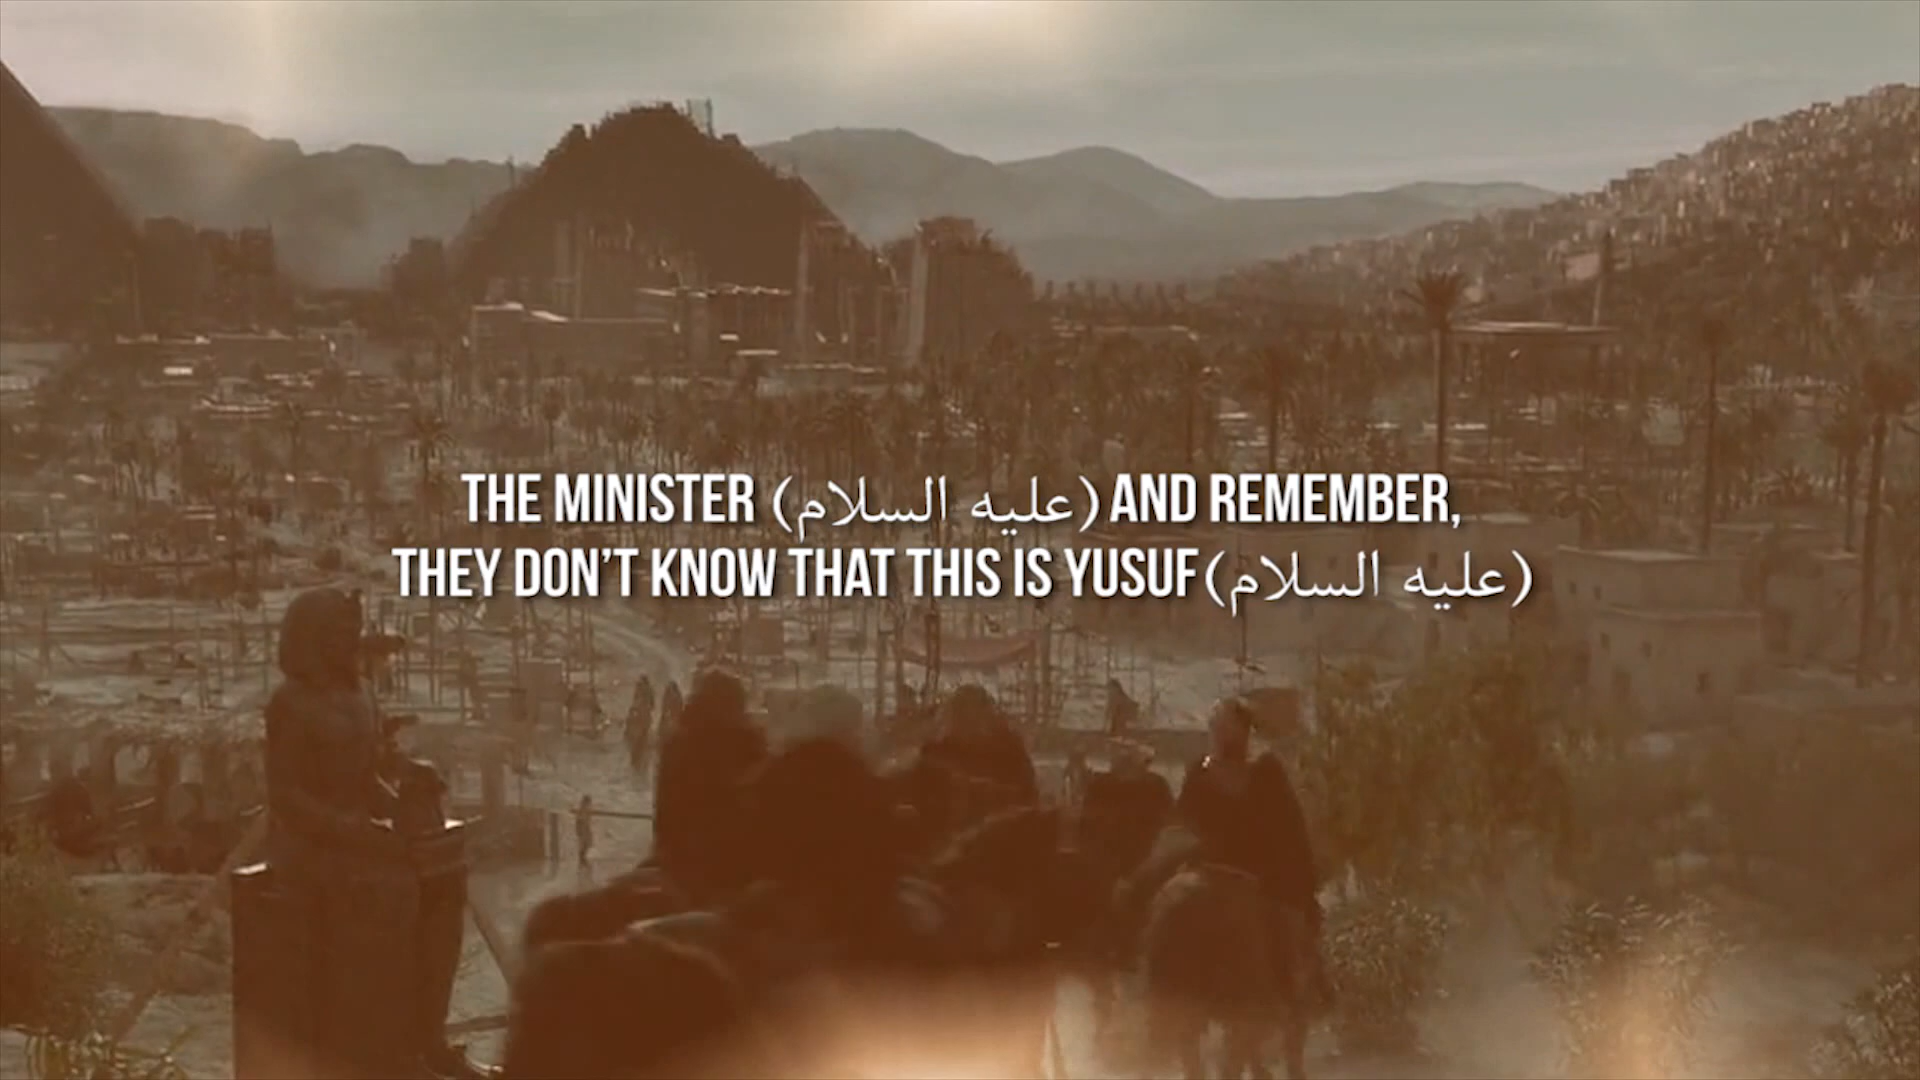 THE MINISTER (عليه السلام) AND REMEMBER,
THEY DON'T KNOW THAT THIS IS YUSUF (عليه السلام)